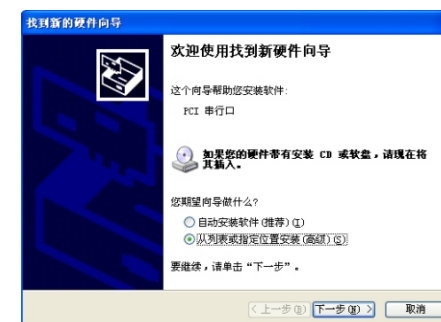 找到新的硬件向导
欢迎使用找到新硬件向导
这个向导帮助您安装软件:
PCI 串行口
如果您的硬件带有安装 CD 或软盘，请现在将
其插入。
您期望向导做什么?
自动安装软件(推荐)(I)
从列表或指定位置安装(高级)(S)
要继续，请单击“下一步”。
< 上一步(B) 下一步(N) > 取消